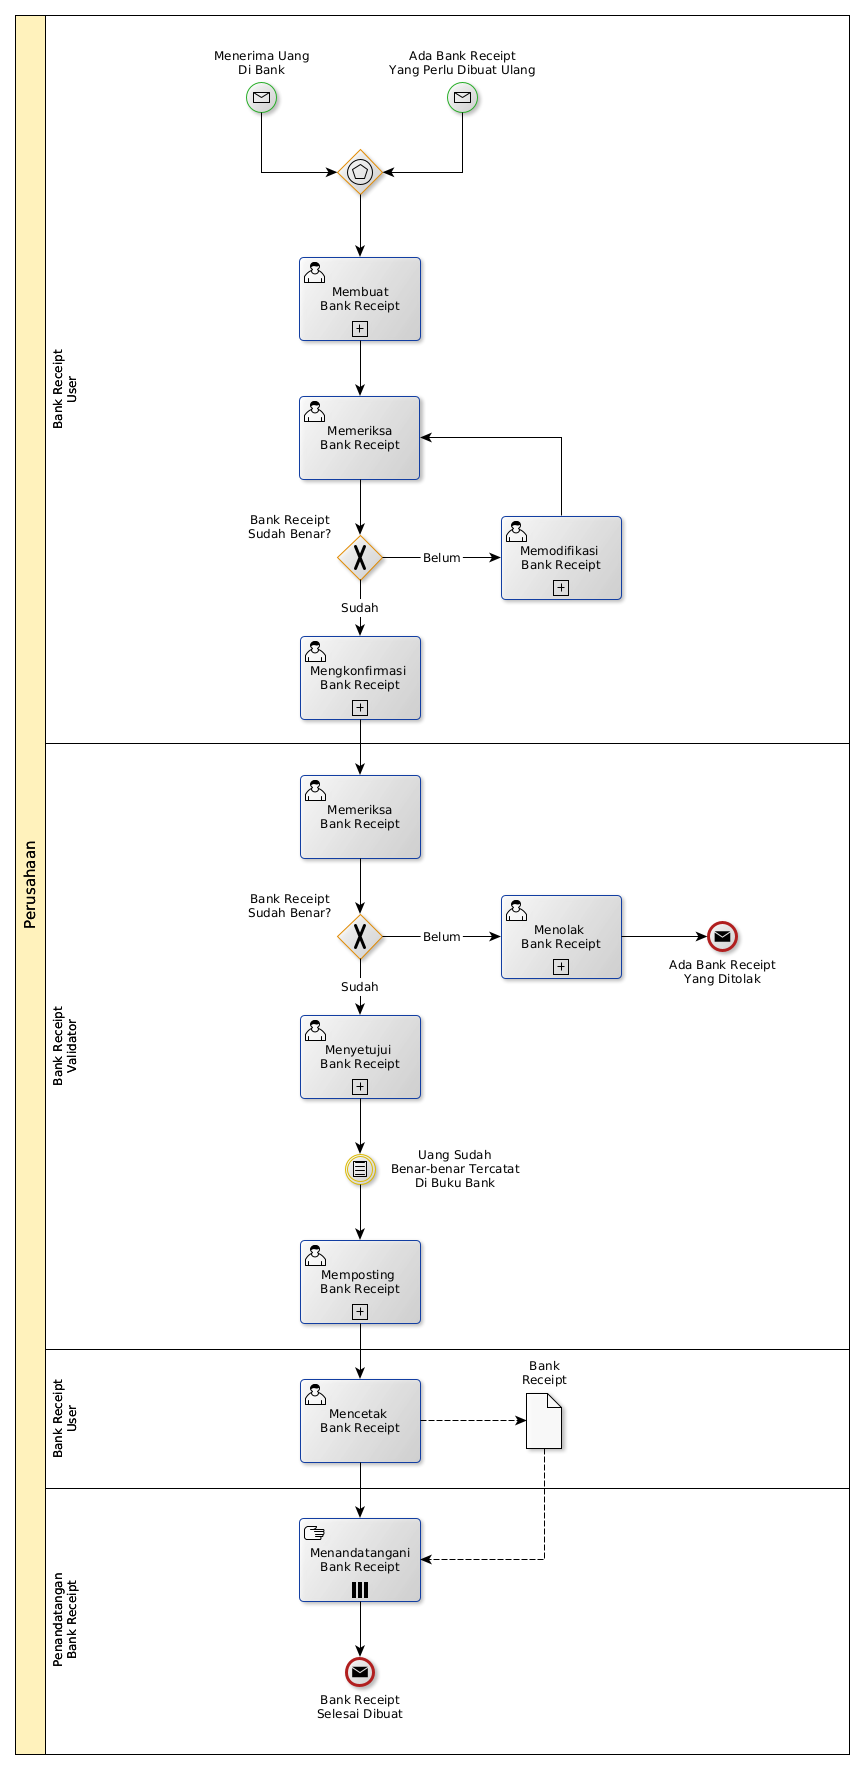 Menerima Uang
Di Bank
Ada Bank Receipt
Yang Perlu Dibuat Ulang
Membuat
Bank Receipt
Bank Receipt
User
Memeriksa
Bank Receipt
Bank Receipt
Sudah Benar?
Belum
Memodifikasi
Bank Receipt
Sudah
Mengkonfirmasi
Bank Receipt
Perusahaan
Memeriksa
Bank Receipt
Bank Receipt
Sudah Benar?
Belum
Menolak
Bank Receipt
Ada Bank Receipt
Yang Ditolak
Sudah
Bank Receipt
Validator
Menyetujui
Bank Receipt
Uang Sudah
Benar-benar Tercatat
Di Buku Bank
Memposting
Bank Receipt
Bank Receipt
User
Mencetak
Bank Receipt
Bank
Receipt
Penandatangan
Bank Receipt
Menandatangani
Bank Receipt
Bank Receipt
Selesai Dibuat